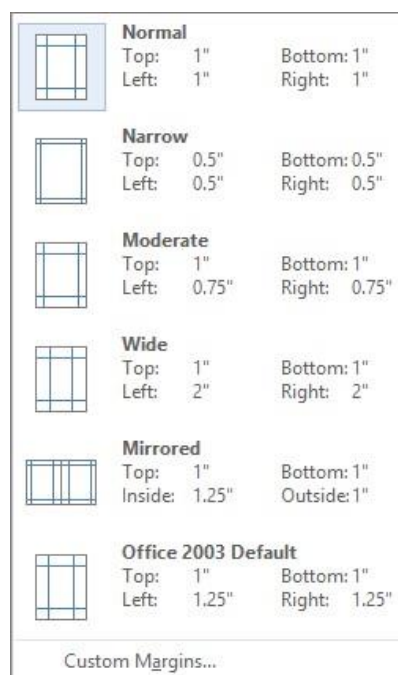 Normal
Top: 1" Bottom: 1"
Left: 1" Right: 1"
Narrow
Top: 0.5" Bottom: 0.5"
Left: 0.5" Right: 0.5"
Moderate
Top: 1" Bottom: 1"
Left: 0.75" Right: 0.75"
Wide
Top: 1" Bottom: 1"
Left: 2" Right: 2"
Mirrored
Top: 1" Bottom: 1"
Inside: 1.25" Outside: 1"
Office 2003 Default
Top: 1" Bottom: 1"
Left: 1.25" Right: 1.25"
Custom Margins...